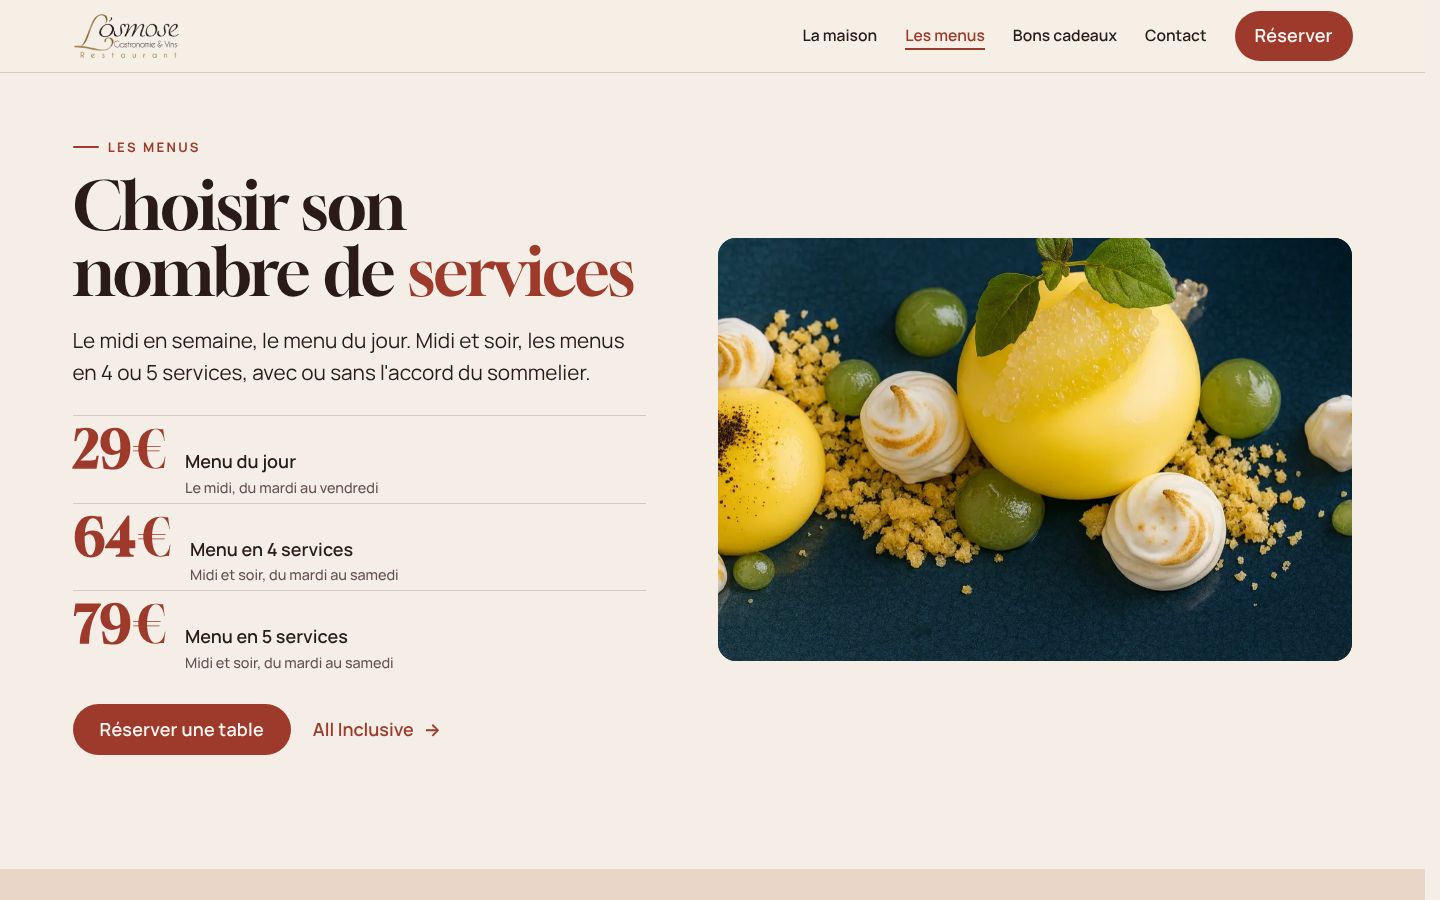 L'osmose
Gastronomie & Vins
Restaurant
La maison
Les menus
Bons cadeaux
Contact
Réserver
LES MENUS
Choisir son
nombre de services
Le midi en semaine, le menu du jour. Midi et soir, les menus
en 4 ou 5 services, avec ou sans l'accord du sommelier.
29€ Menu du jour
Le midi, du mardi au vendredi
64€ Menu en 4 services
Midi et soir, du mardi au samedi
79€ Menu en 5 services
Midi et soir, du mardi au samedi
Réserver une table
All Inclusive →